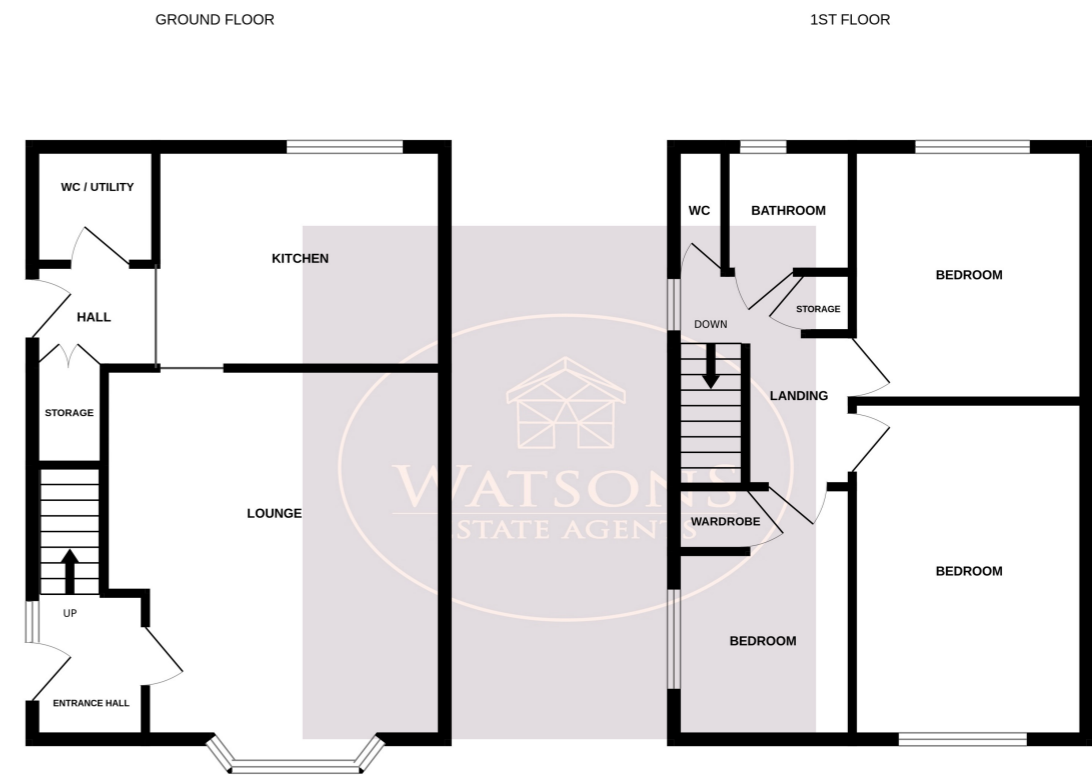 GROUND FLOOR
1ST FLOOR
WC / UTILITY
KITCHEN
HALL
STORAGE
LOUNGE
UP
ENTRANCE HALL
WC
BATHROOM
BEDROOM
STORAGE
DOWN
LANDING
WARDROBE
BEDROOM
BEDROOM
WATSONS
ESTATE AGENTS